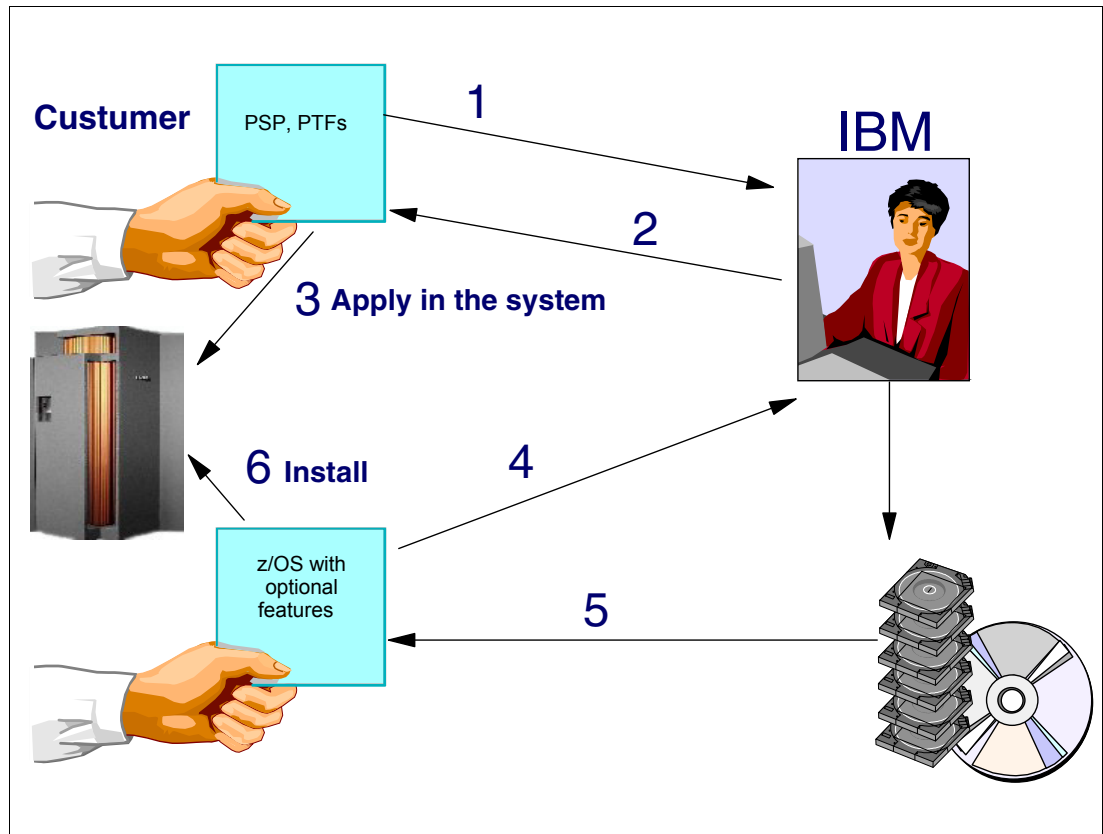 Custumer
PSP, PTFs
1
IBM
2
3 Apply in the system
6 Install
4
z/OS with
optional
features
5